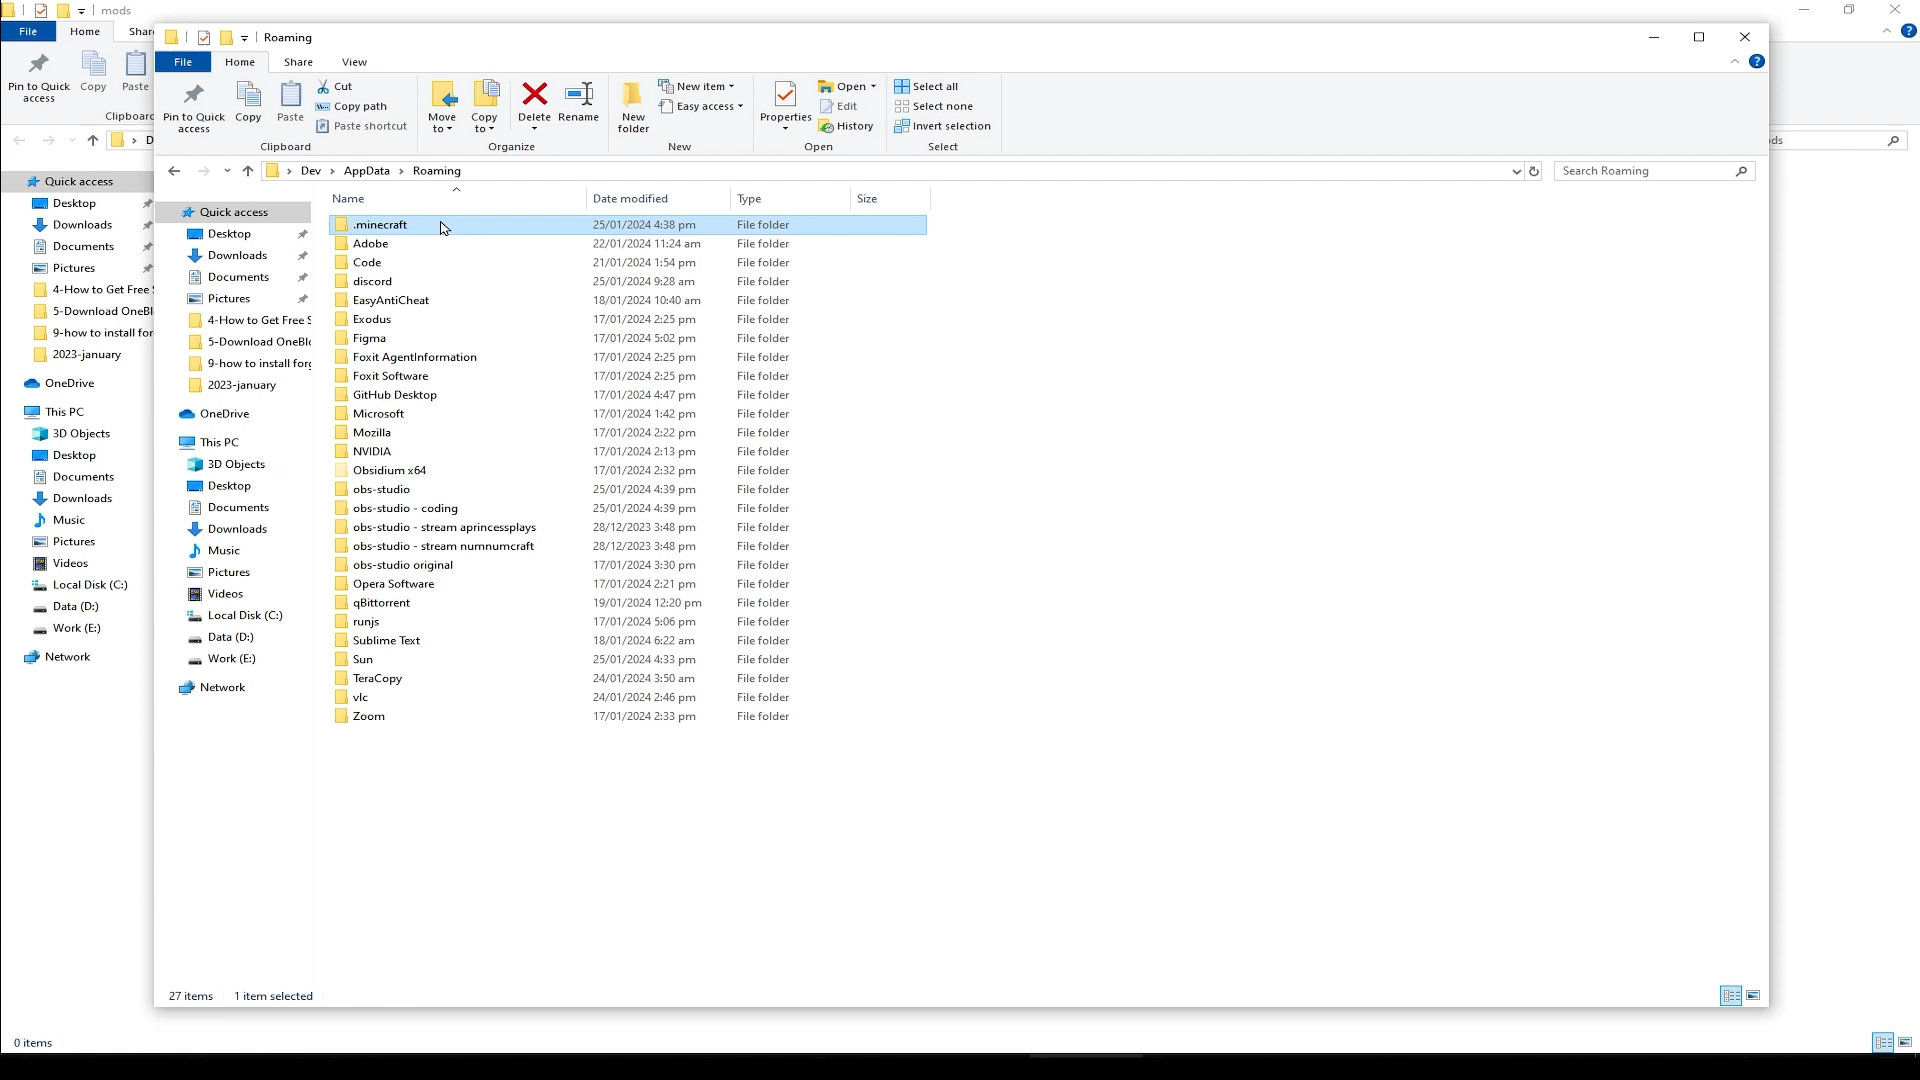 mods
File Home Shar
Pin to Quick access
Copy
Paste
Clipboard
D
Quick access
Desktop
Downloads
Documents
Pictures
4-How to Get Free
5-Download OneBl
9-how to install for
2023-january
OneDrive
This PC
3D Objects
Desktop
Documents
Downloads
Music
Pictures
Videos
Local Disk (C:)
Data (D:)
Work (E:)
Network
0 items
ds
Roaming
File Home Share View
Pin to Quick access
Copy
Paste
Cut
Copy path
Paste shortcut
Clipboard
Move to
Copy to
Delete
Rename
Organize
New folder
New item
Easy access
New
Properties
Open
Edit
History
Open
Select all
Select none
Invert selection
Select
Dev AppData Roaming
Search Roaming
Quick access
Desktop
Downloads
Documents
Pictures
4-How to Get Free S
5-Download OneBlo
9-how to install forg
2023-january
OneDrive
This PC
3D Objects
Desktop
Documents
Downloads
Music
Pictures
Videos
Local Disk (C:)
Data (D:)
Work (E:)
Network
Name Date modified Type Size
.minecraft 25/01/2024 4:38 pm File folder
Adobe 22/01/2024 11:24 am File folder
Code 21/01/2024 1:54 pm File folder
discord 25/01/2024 9:28 am File folder
EasyAntiCheat 18/01/2024 10:40 am File folder
Exodus 17/01/2024 2:25 pm File folder
Figma 17/01/2024 5:02 pm File folder
Foxit AgentInformation 17/01/2024 2:25 pm File folder
Foxit Software 17/01/2024 2:25 pm File folder
GitHub Desktop 17/01/2024 4:47 pm File folder
Microsoft 17/01/2024 1:42 pm File folder
Mozilla 17/01/2024 2:22 pm File folder
NVIDIA 17/01/2024 2:13 pm File folder
Obsidium x64 17/01/2024 2:32 pm File folder
obs-studio 25/01/2024 4:39 pm File folder
obs-studio - coding 25/01/2024 4:39 pm File folder
obs-studio - stream aprincessplays 28/12/2023 3:48 pm File folder
obs-studio - stream numnumcraft 28/12/2023 3:48 pm File folder
obs-studio original 17/01/2024 3:30 pm File folder
Opera Software 17/01/2024 2:21 pm File folder
qBittorrent 19/01/2024 12:20 pm File folder
runjs 17/01/2024 5:06 pm File folder
Sublime Text 18/01/2024 6:22 am File folder
Sun 25/01/2024 4:33 pm File folder
TeraCopy 24/01/2024 3:50 am File folder
vlc 24/01/2024 2:46 pm File folder
Zoom 17/01/2024 2:33 pm File folder
27 items 1 item selected